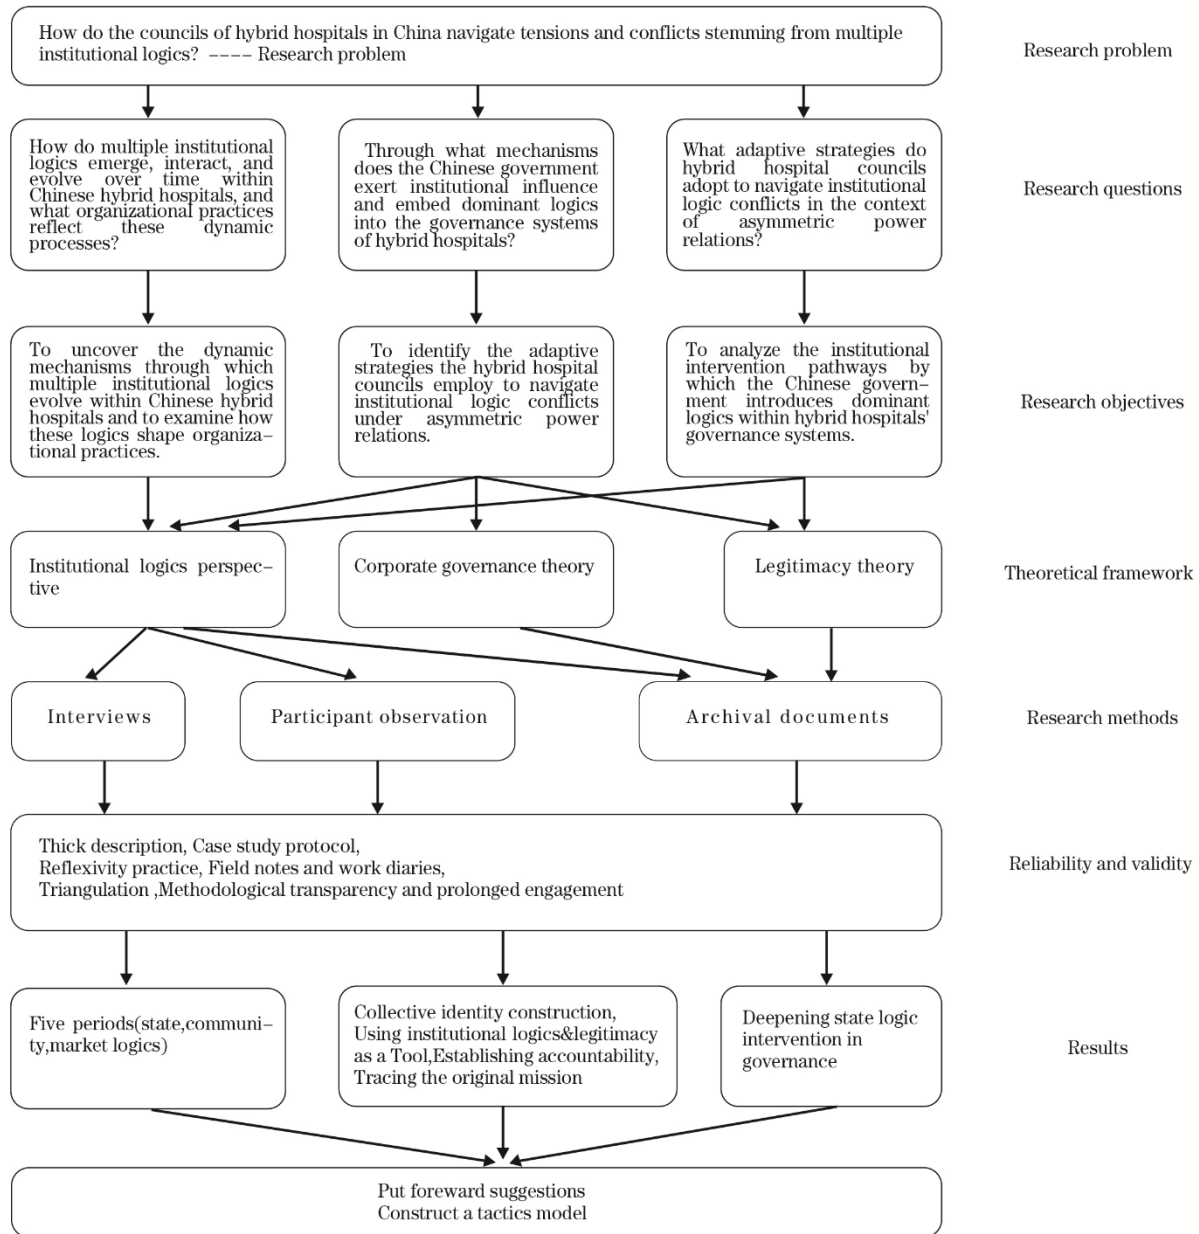 How do the councils of hybrid hospitals in China navigate tensions and conflicts stemming from multiple
institutional logics? ---- Research problem
Research problem
How do multiple institutional
logics emerge, interact, and
evolve over time within
Chinese hybrid hospitals, and
what organizational practices
reflect these dynamic
processes?
Through what mechanisms
does the Chinese government
exert institutional influence
and embed dominant logics
into the governance systems
of hybrid hospitals?
What adaptive strategies do
hybrid hospital councils
adopt to navigate institutional
logic conflicts in the context
of asymmetric power
relations?
Research questions
To uncover the dynamic
mechanisms through which
multiple institutional logics
evolve within Chinese hybrid
hospitals and to examine how
these logics shape organiza-
tional practices.
To identify the adaptive
strategies the hybrid hospital
councils employ to navigate
institutional logic conflicts
under asymmetric power
relations.
To analyze the institutional
intervention pathways by
which the Chinese govern-
ment introduces dominant
logics within hybrid hospitals'
governance systems.
Research objectives
Institutional logics perspec-
tive
Corporate governance theory
Legitimacy theory
Theoretical framework
Interviews
Participant observation
Archival documents
Research methods
Thick description, Case study protocol,
Reflexivity practice, Field notes and work diaries,
Triangulation ,Methodological transparency and prolonged engagement
Reliability and validity
Five periods(state,communi-
ty,market logics)
Collective identity construction,
Using institutional logics&legitimacy
as a Tool,Establishing accountability,
Tracing the original mission
Deepening state logic
intervention in
governance
Results
Put foreward suggestions
Construct a tactics model